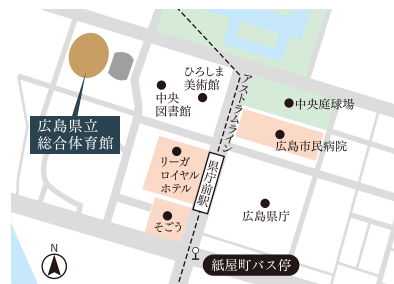 ひろしま
美術館
中央
図書館
アストラムライン
中央庭球場
広島県立
総合体育館
広島市民病院
リーガ
ロイヤル
ホテル
県庁前駅
広島県庁
そごう
N
紙屋町バス停